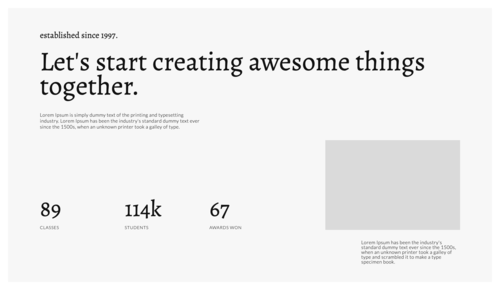 established since 1997.
Let's start creating awesome things
together.
Lorem Ipsum is simply dummy text of the printing and typesetting
industry. Lorem Ipsum has been the industry's standard dummy text ever
since the 1500s, when an unknown printer took a galley of type.
89
CLASSES
114k
STUDENTS
67
AWARDS WON
Lorem Ipsum has been the industry's
standard dummy text ever since the 1500s,
when an unknown printer took a galley of
type and scrambled it to make a type
specimen book.